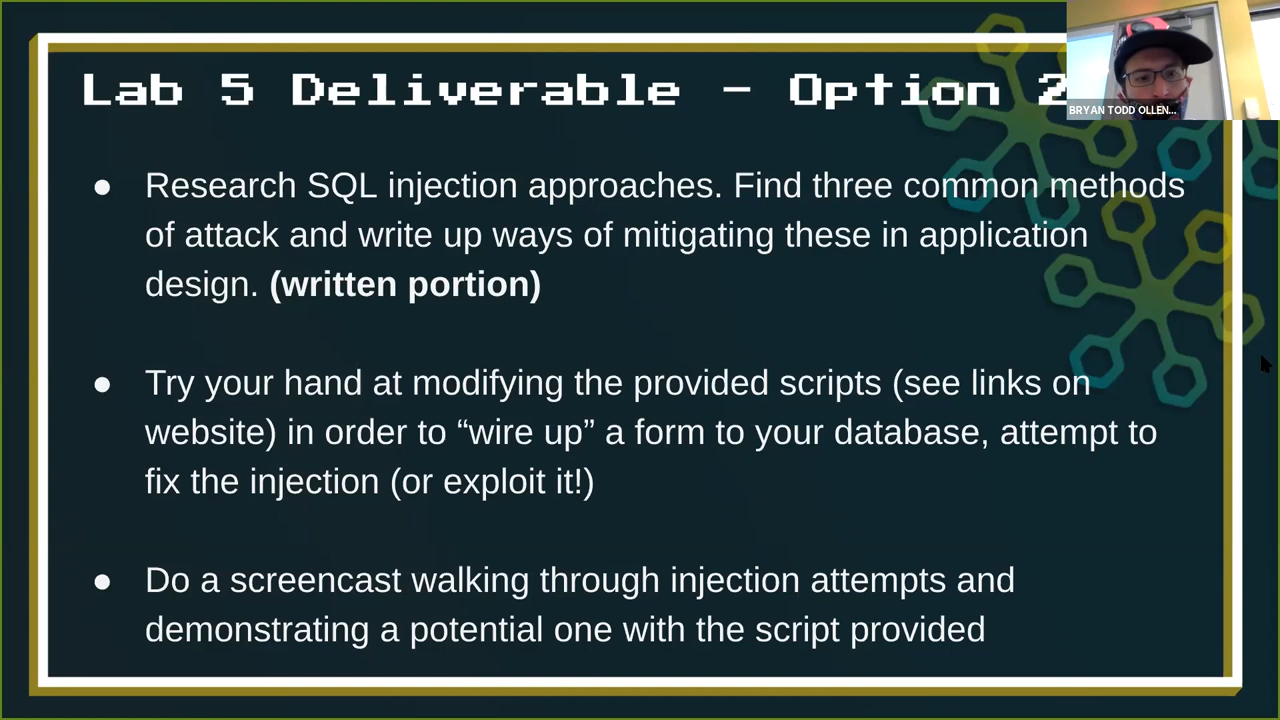 Lab 5 Deliverable - Option 2
BRYAN TODD OLLEN...
● Research SQL injection approaches. Find three common methods
of attack and write up ways of mitigating these in application
design. (written portion)
● Try your hand at modifying the provided scripts (see links on
website) in order to “wire up” a form to your database, attempt to
fix the injection (or exploit it!)
● Do a screencast walking through injection attempts and
demonstrating a potential one with the script provided